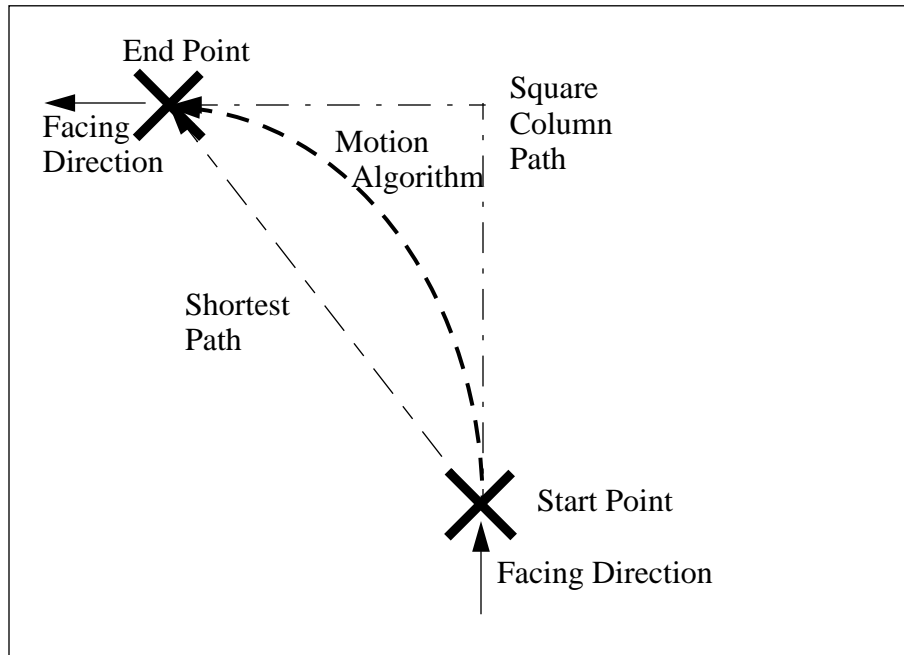 End Point
Facing
Direction
Square
Column
Path
Motion
Algorithm
Shortest
Path
Start Point
Facing Direction